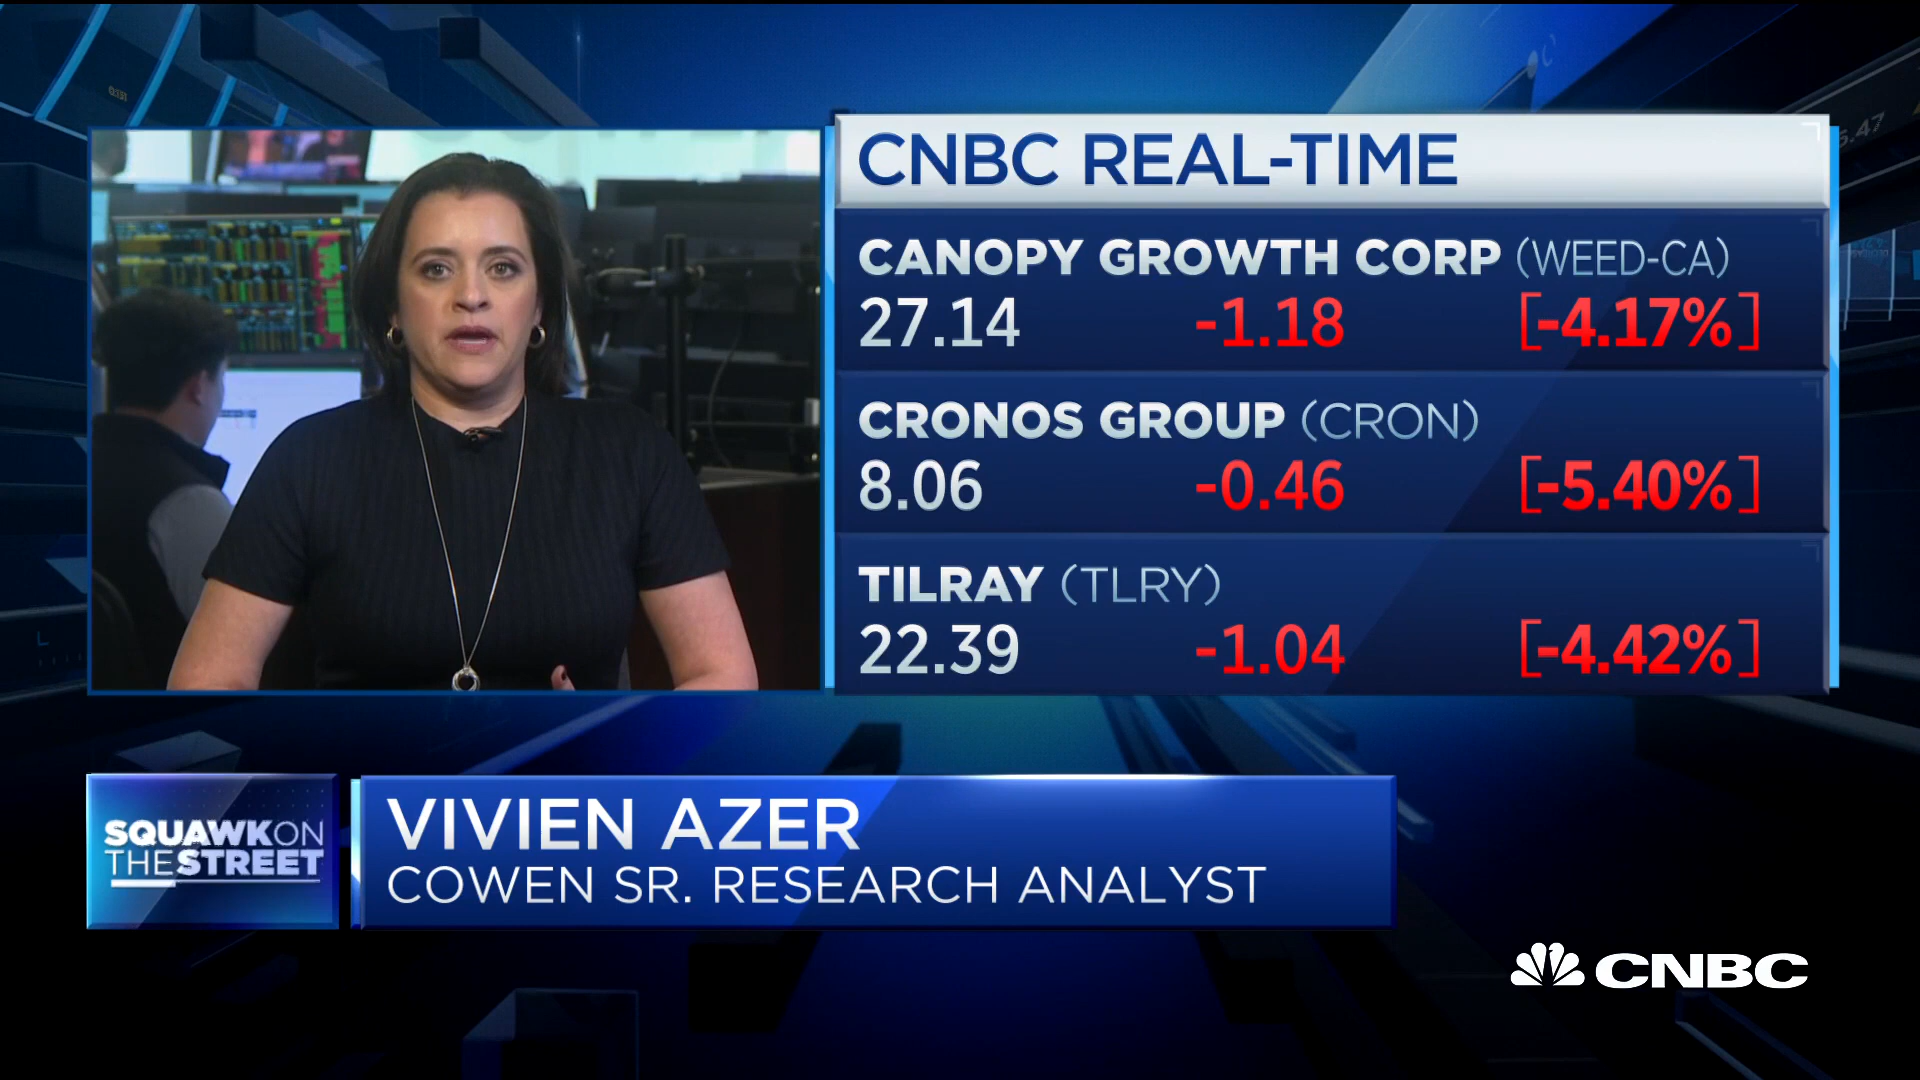 CNBC REAL-TIME
CANOPY GROWTH CORP (WEED-CA)
27.14 -1.18 [-4.17%]
CRONOS GROUP (CRON)
8.06 -0.46 [-5.40%]
TILRAY (TLRY)
22.39 -1.04 [-4.42%]
SQUAWK ON
THE STREET
VIVIEN AZER
COWEN SR. RESEARCH ANALYST
CNBC